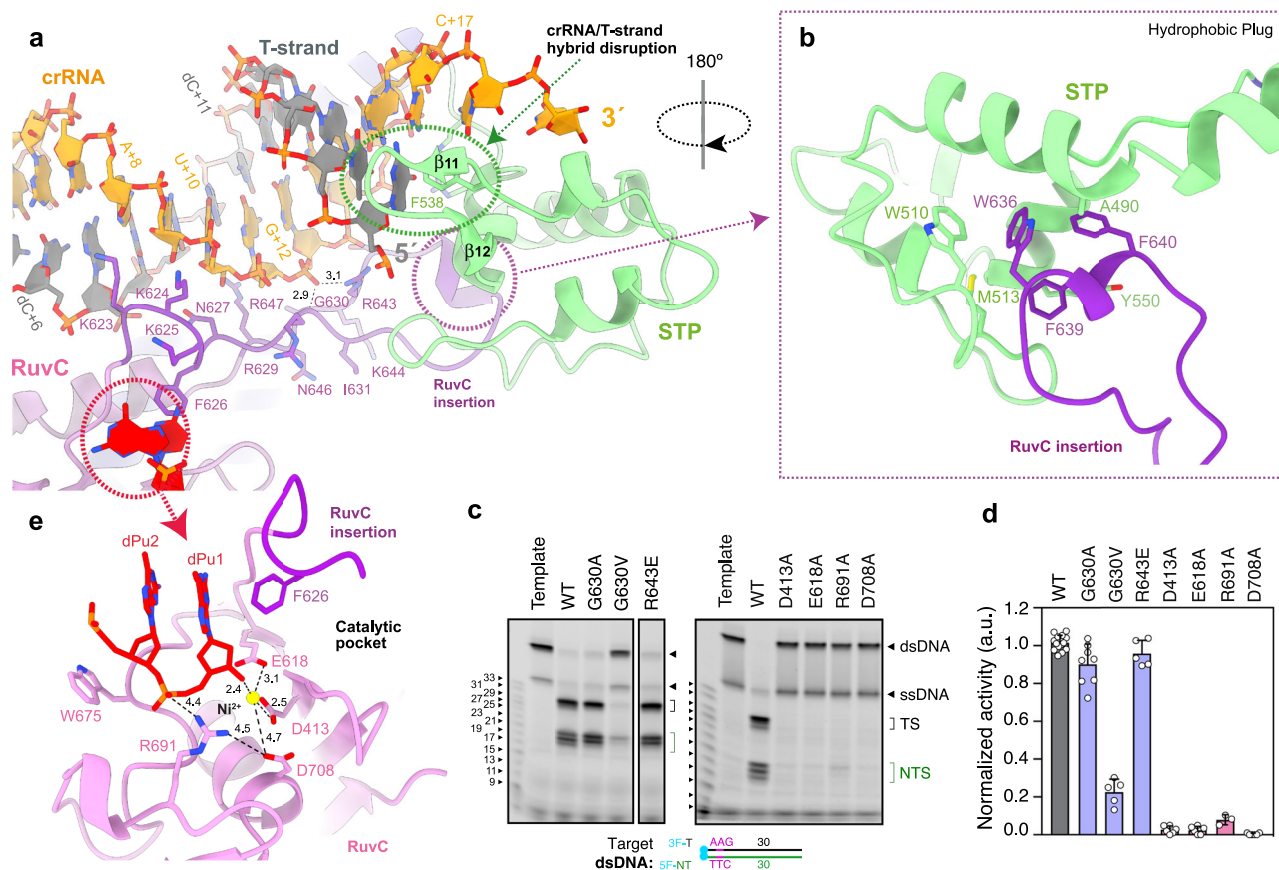 a
crRNA
T-strand
C+17
crRNA/T-strand
hybrid disruption
180º
3´
dC+11
A+8
U+10
G+12
β11
F538
5´
β12
3.1
2.9
dC+6
K624
K623
K625
N627
R647
G630
R643
R629
N646
I631
K644
F626
RuvC
RuvC
insertion
STP
b
Hydrophobic Plug
STP
W510
W636
A490
F640
M513
Y550
F639
RuvC insertion
e
dPu2
dPu1
RuvC
insertion
F626
Catalytic
pocket
E618
3.1
2.4
2.5
Ni²⁺
4.4
D413
W675
4.5
4.7
R691
D708
RuvC
c
Template
WT
G630A
G630V
R643E
33
31
27
25
21
19
17
15
13
11
9
Template
WT
D413A
E618A
R691A
D708A
dsDNA
ssDNA
TS
NTS
Target
dsDNA:
3F-T
AAG
30
5F-NT
TTC
30
d
WT
G630A
G630V
R643E
D413A
E618A
R691A
D708A
Normalized activity (a.u.)
1.2
1.0
0.8
0.6
0.4
0.2
0.0